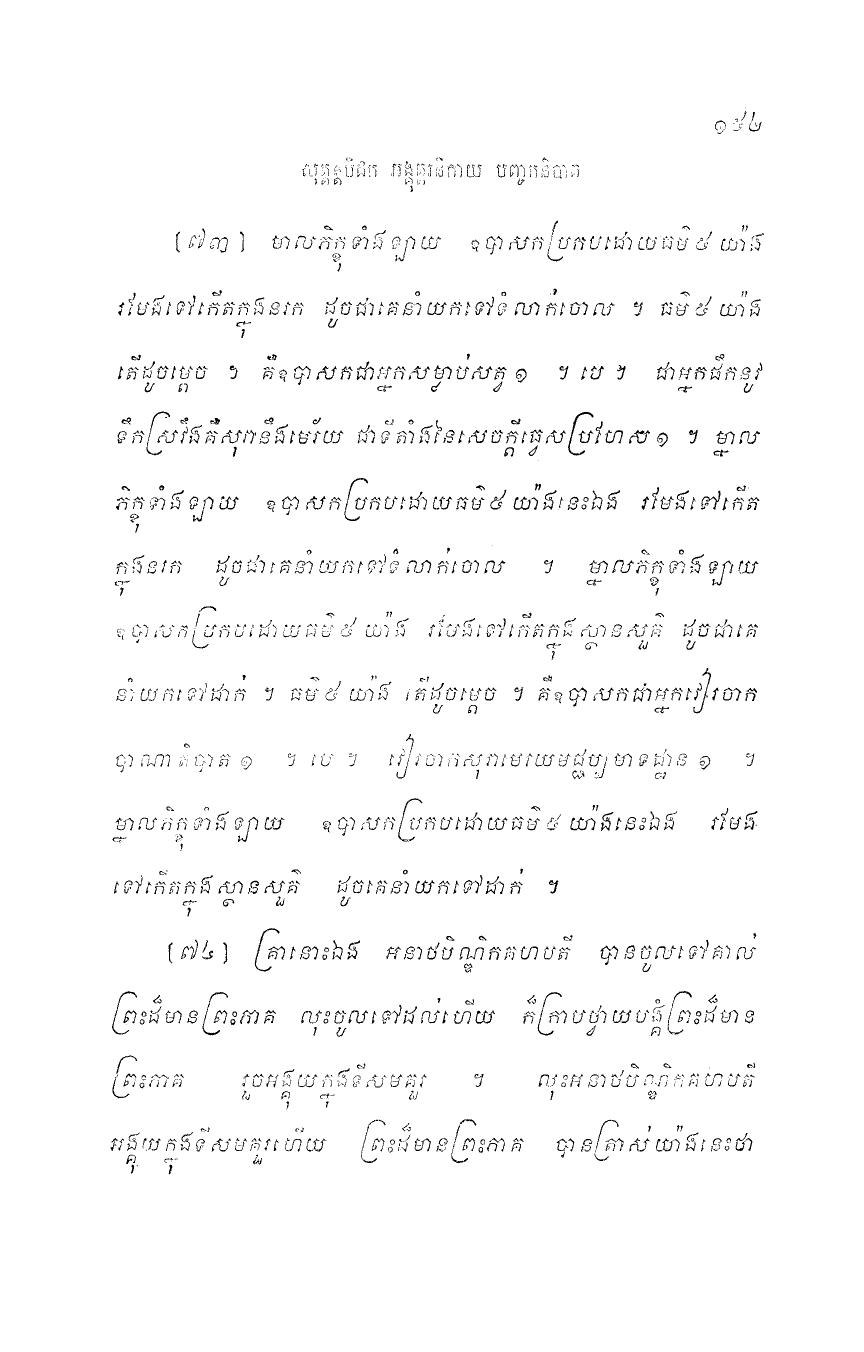 ១៩៤
សុត្តន្តបិដក អង្គុត្តរនិកាយ បញ្ចកនិបាត
[៧៣] មា្នលភិក្ខុទាំងឡាយ ឧបាសកប្រកបដោយធម៌៥ យ៉ាង
រមែងទៅកើតក្នុងនរក ដូចជាគេនាំយកទៅទំលាក់ចោល ។ ធម៌៥ យ៉ាង
តើដូចម្តេច ។ គឺឧបាសកជាអ្នកសម្លាប់សត្វ១ ។ បេ ។ ជាអ្នកផឹកនូវ
ទឹកស្រវឹងគឺសុរានឹងមេរ័យ ជាទីតាំងនៃសេចក្តីធ្វេសប្រហែស១ ។ ម្នាល
ភិក្ខុទាំងឡាយ ឧបាសកប្រកបដោយធម៌៥ យ៉ាងនេះឯង រមែងទៅកើត
ក្នុងនរក ដូចជាគេនាំយកទៅទំលាក់ចោល ។ ម្នាលភិក្ខុទាំងឡាយ
ឧបាសកប្រកបដោយធម៌៥ យ៉ាង រមែងទៅកើតក្នុងស្ថានសួគ៌ ដូចជាគេ
នាំយកទៅដាក់ ។ ធម៌៥ យ៉ាង តើដូចម្តេច ។ គឺឧបាសកជាអ្នកវៀរចាក
បាណាតិបាត១ ។ បេ ។ វៀរចាកសុរាមេរយមជ្ជប្បមាទដ្ឋាន១ ។
ម្នាលភិក្ខុទាំងឡាយ ឧបាសកប្រកបដោយធម៌៥ យ៉ាងនេះឯង រមែង
ទៅកើតក្នុងស្ថានសួគ៌ ដូចគេនាំយកទៅដាក់ ។
[៧៤] គ្រានោះឯង អនាថបិណ្ឌិកគហបតី បានចូលទៅគាល់
ព្រះដ៏មានព្រះភាគ លុះចូលទៅដល់ហើយ ក៏ក្រាបថ្វាយបង្គំព្រះដ៏មាន
ព្រះភាគ រួចអង្គុយក្នុងទីសមគួរ ។ លុះអនាថបិណ្ឌិកគហបតី
អង្គុយក្នុងទីសមគួរហើយ ព្រះដ៏មានព្រះភាគ បានត្រាស់យ៉ាងនេះថា